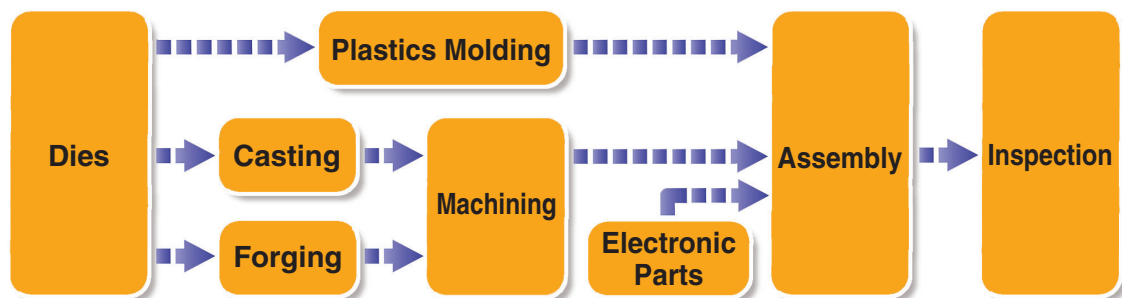 Plastics Molding
Dies
Casting
Forging
Machining
Electronic
Parts
Assembly
Inspection